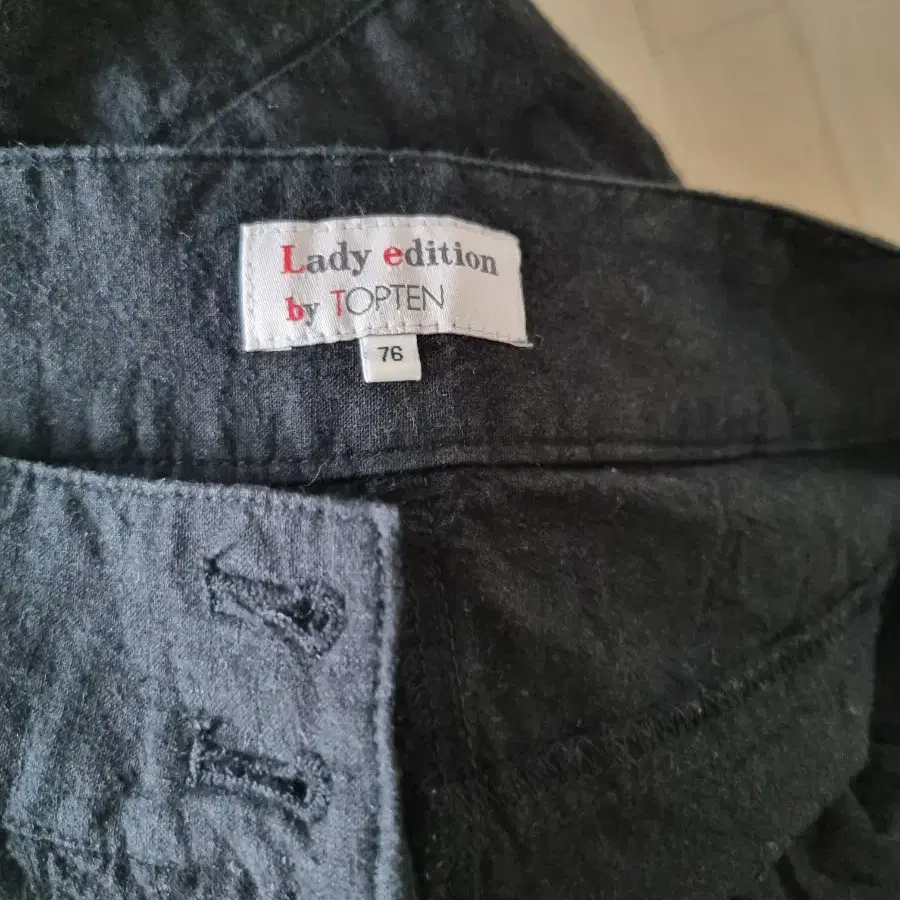 Lady edition
by TOPTEN
76